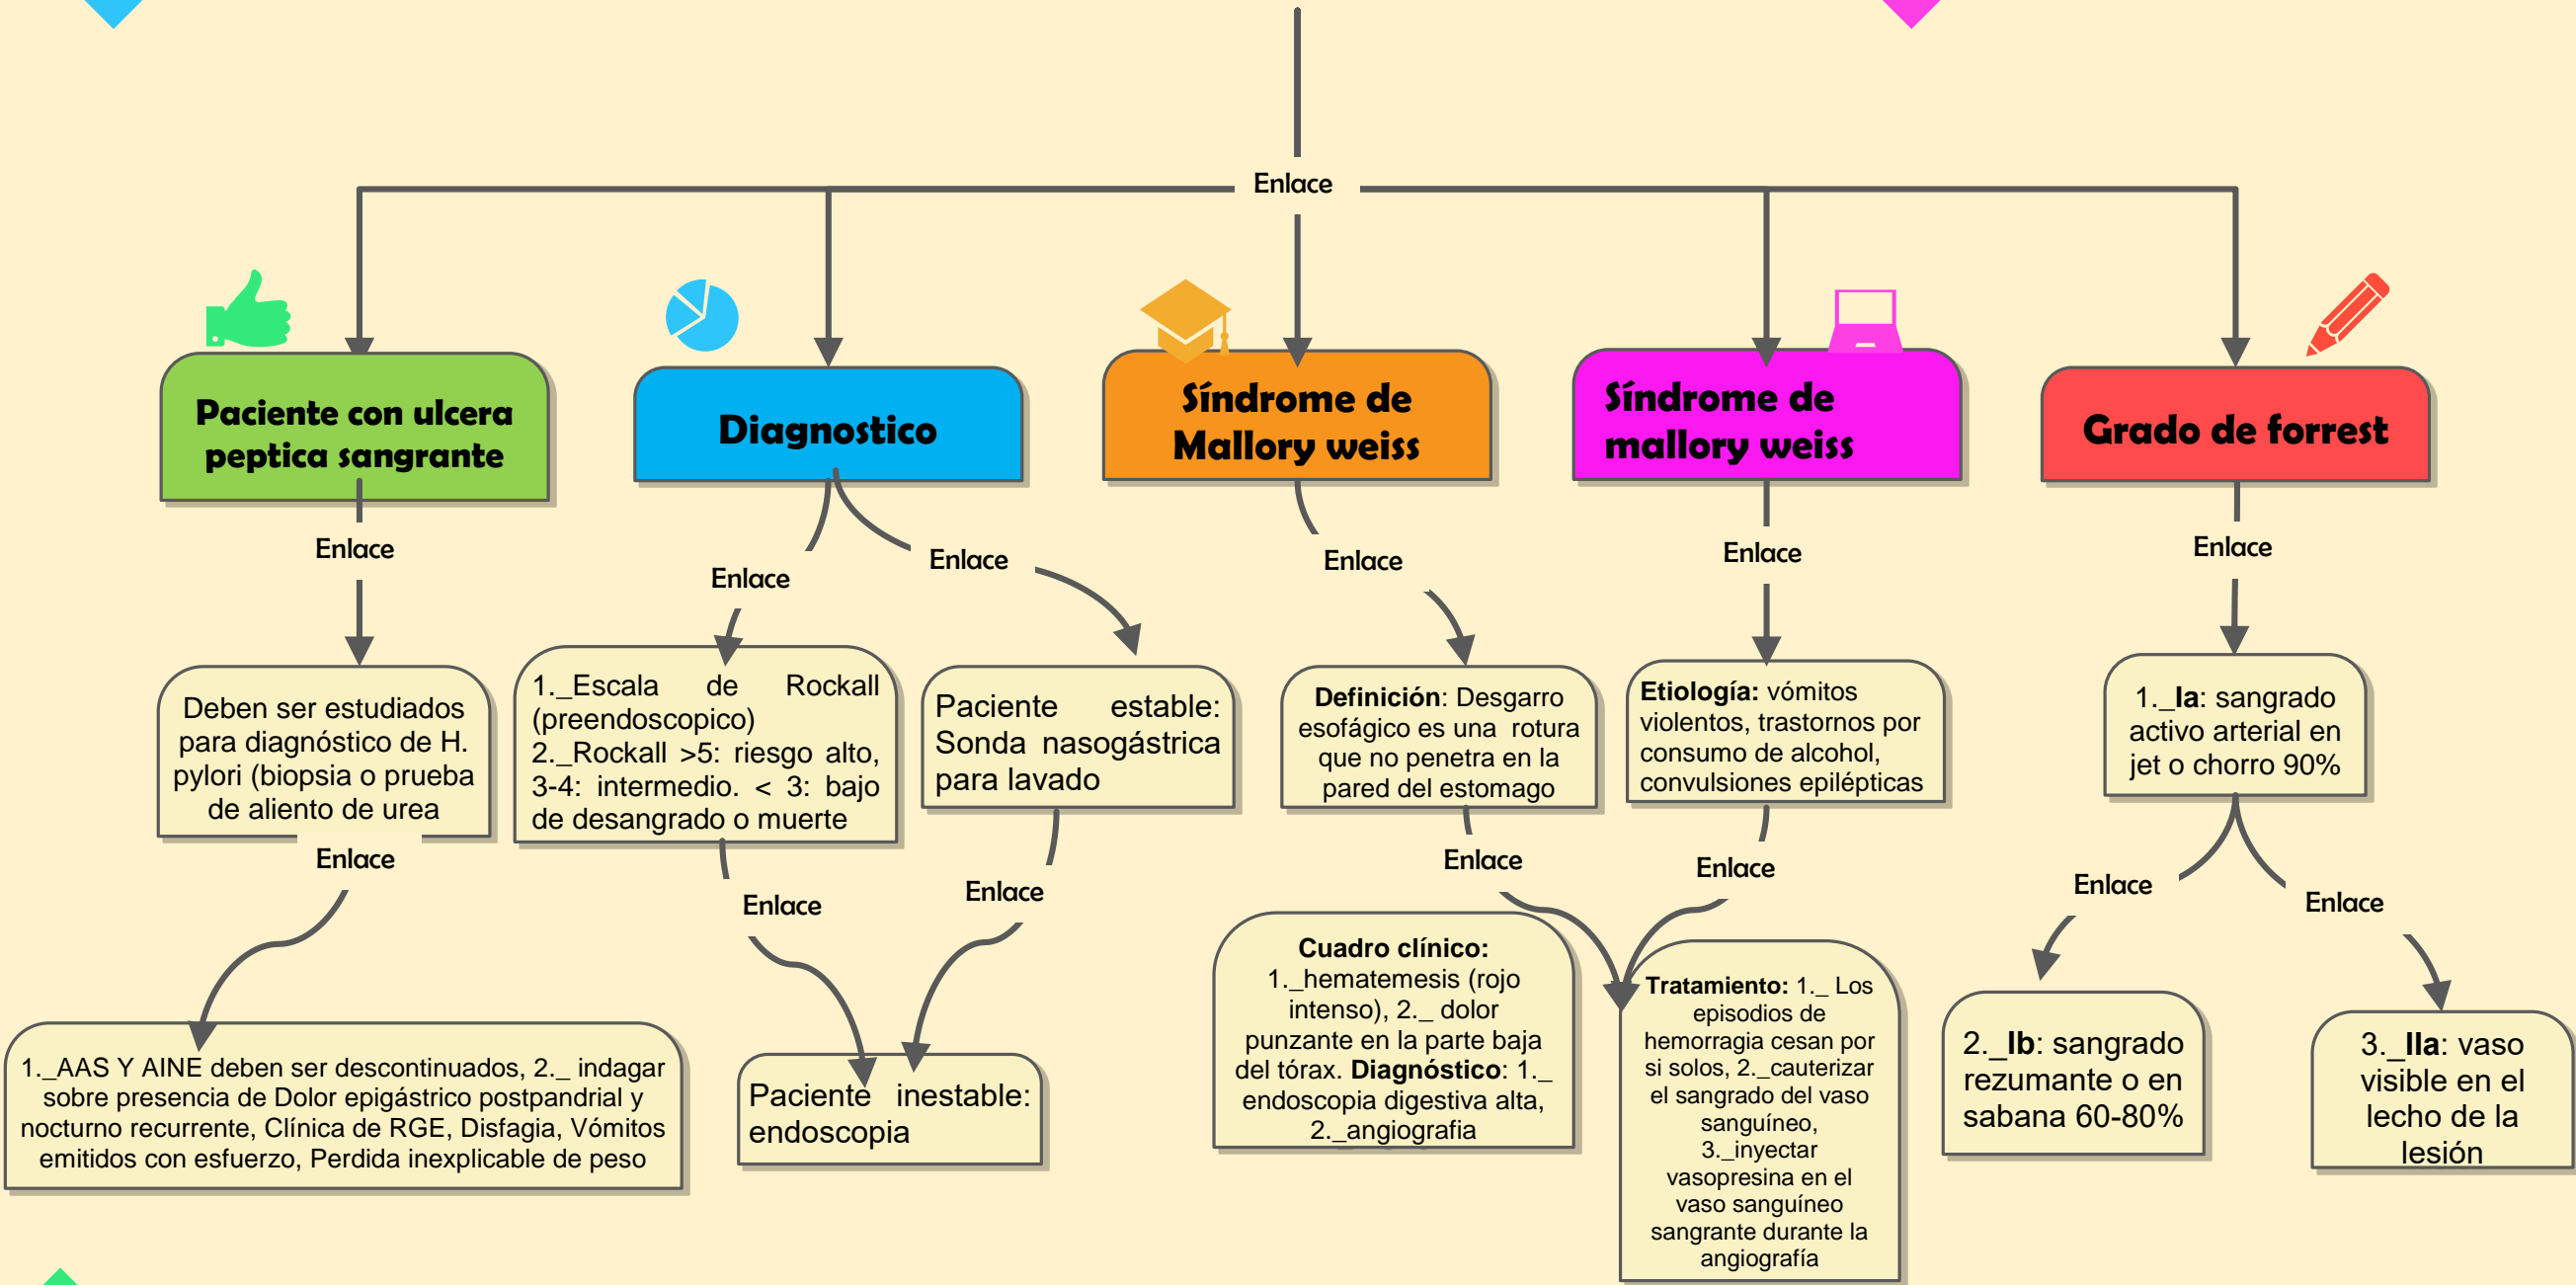 Enlace
Paciente con ulcera
peptica sangrante
Diagnostico
Síndrome de
Mallory weiss
Síndrome de
mallory weiss
Grado de forrest
Enlace
Enlace
Enlace
Enlace
Enlace
Enlace
Deben ser estudiados
para diagnóstico de H.
pylori (biopsia o prueba
de aliento de urea
1._Escala de Rockall
(preendoscopico)
2._Rockall >5: riesgo alto,
3-4: intermedio. < 3: bajo
de desangrado o muerte
Paciente estable:
Sonda nasogástrica
para lavado
Definición: Desgarro
esofágico es una rotura
que no penetra en la
pared del estomago
Etiología: vómitos
violentos, trastornos por
consumo de alcohol,
convulsiones epilépticas
1._Ia: sangrado
activo arterial en
jet o chorro 90%
Enlace
Enlace
Enlace
Enlace
Enlace
Enlace
Enlace
1._AAS Y AINE deben ser descontinuados, 2._ indagar
sobre presencia de Dolor epigástrico postpandrial y
nocturno recurrente, Clínica de RGE, Disfagia, Vómitos
emitidos con esfuerzo, Perdida inexplicable de peso
Paciente inestable:
endoscopia
Cuadro clínico:
1._hematemesis (rojo
intenso), 2._ dolor
punzante en la parte baja
del tórax. Diagnóstico: 1._
endoscopia digestiva alta,
2._angiografia
Tratamiento: 1._ Los
episodios de
hemorragia cesan por
si solos, 2._cauterizar
el sangrado del vaso
sanguíneo,
3._inyectar
vasopresina en el
vaso sanguíneo
sangrante durante la
angiografía
2._Ib: sangrado
rezumante o en
sabana 60-80%
3._IIa: vaso
visible en el
lecho de la
lesión